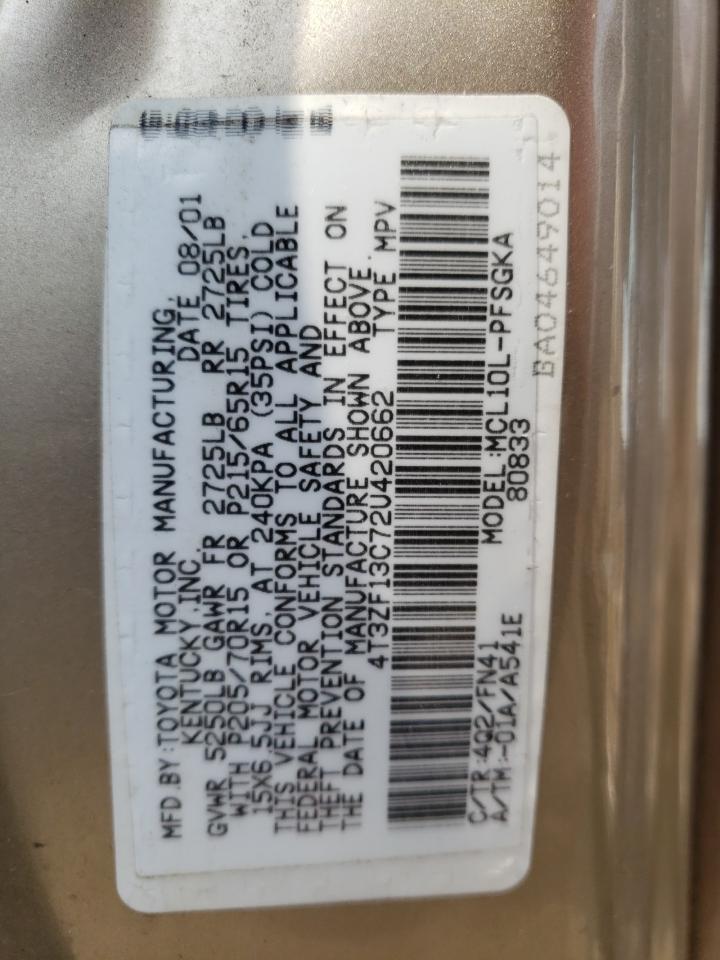 MFD.BY:TOYOTA MOTOR MANUFACTURING,
KENTUCKY,INC. DATE 08/01
GVWR 5250LB GAWR FR 2725LB RR 2725LB
WITH P205/70R15 OR P215/65R15 TIRES,
15X6.5JJ RIMS, AT 240KPA (35PSI) COLD
THIS VEHICLE CONFORMS TO ALL APPLICABLE
FEDERAL MOTOR VEHICLE SAFETY AND
THEFT PREVENTION STANDARDS IN EFFECT ON
THE DATE OF MANUFACTURE SHOWN ABOVE.
4T3ZF13C72U420662 TYPE MPV
C/TR:4Q2/FN41 MODEL:MCL10L-PFSGKA
A/TM:-01A/A541E 80833
BA04649014